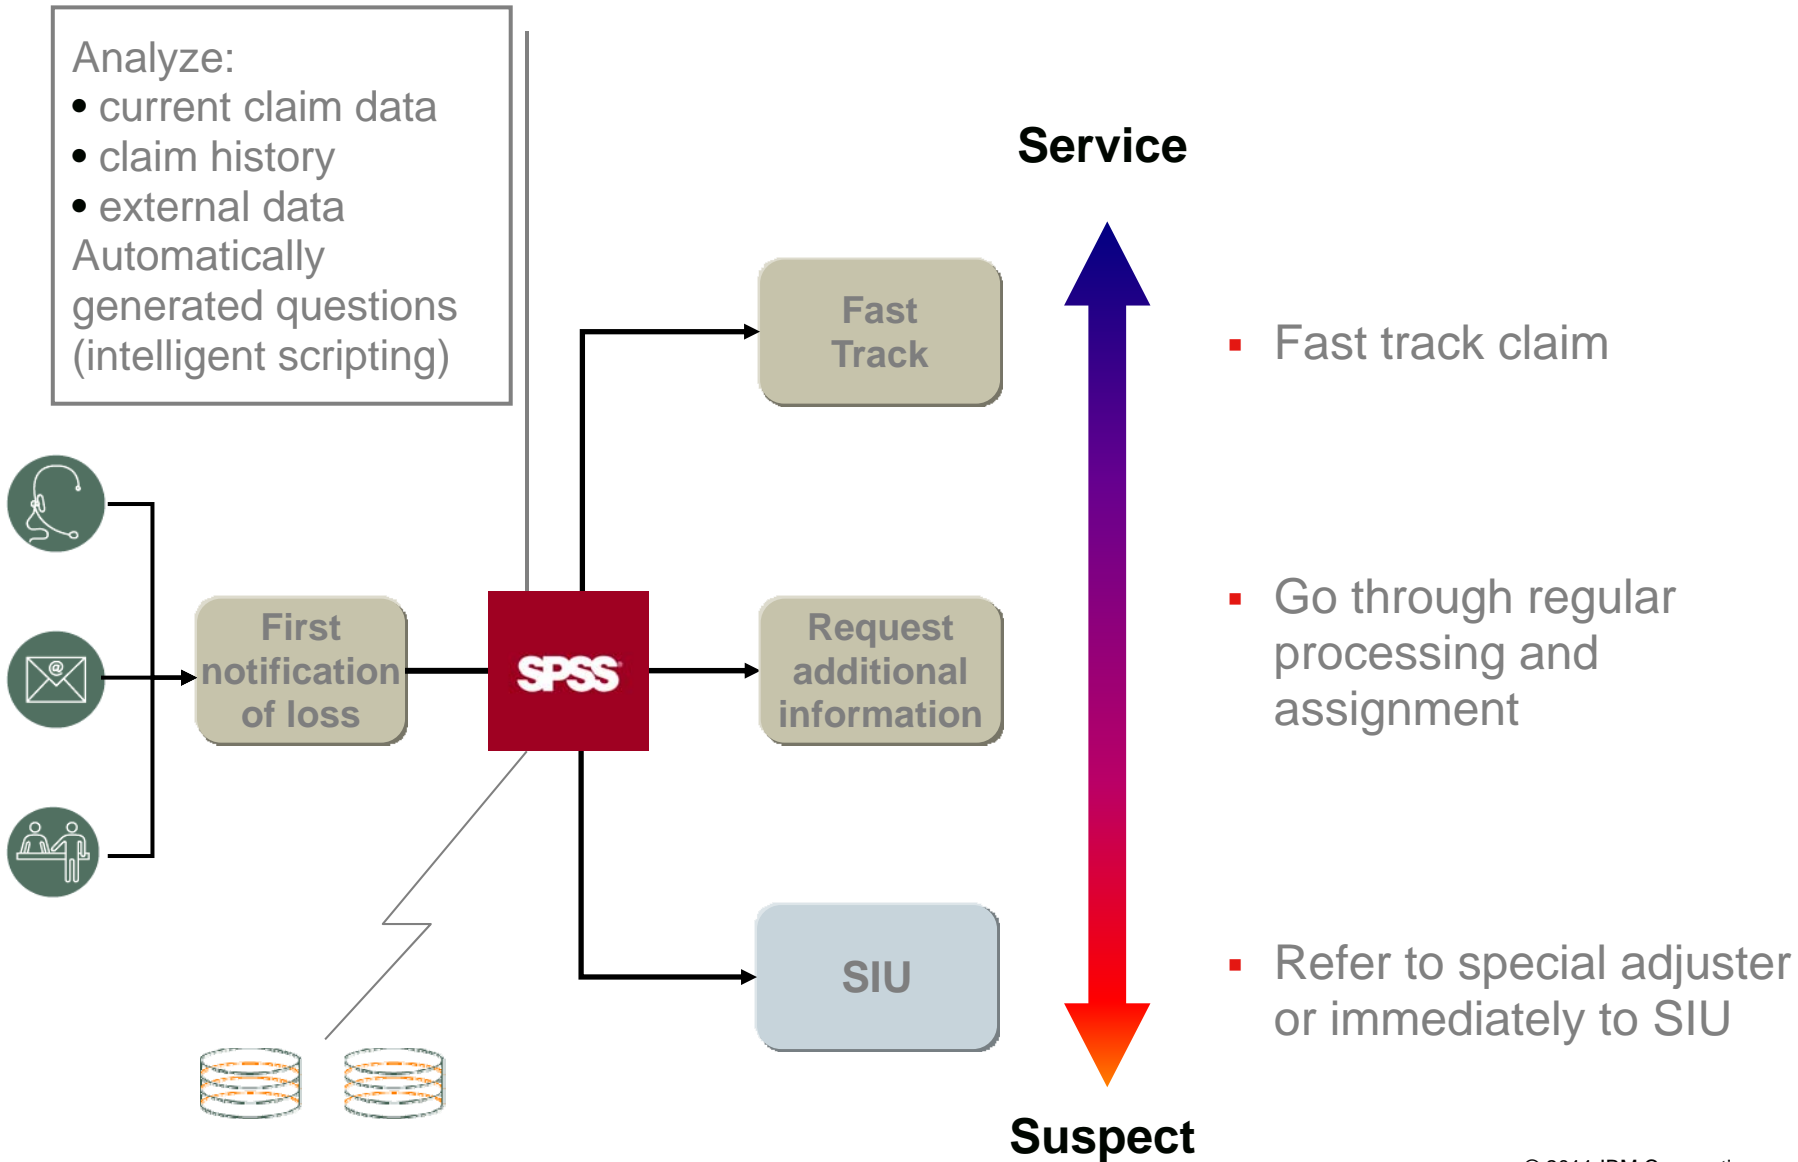 Analyze:
• current claim data
• claim history
• external data
Automatically
generated questions
(intelligent scripting)
Service
Fast
Track
▪ Fast track claim
@
First
notification
of loss
SPSS
Request
additional
information
▪ Go through regular
processing and
assignment
SIU
▪ Refer to special adjuster
or immediately to SIU
Suspect